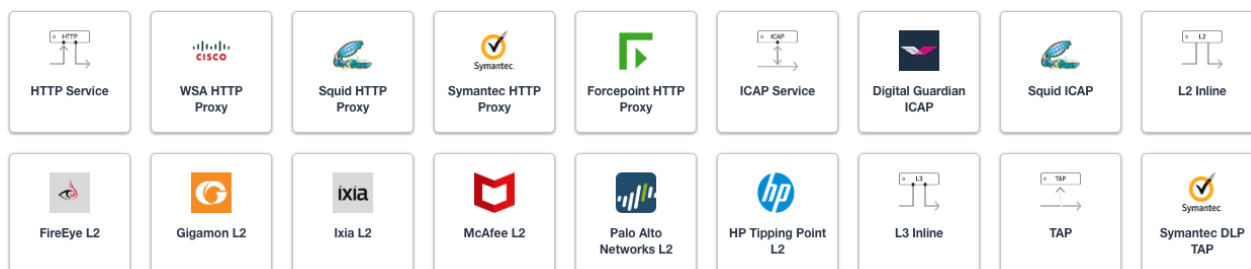 HTTP
HTTP Service
CISCO
WSA HTTP
Proxy
Squid HTTP
Proxy
Symantec.
Symantec HTTP
Proxy
Forcepoint HTTP
Proxy
ICAP
ICAP Service
Digital Guardian
ICAP
Squid ICAP
L2
L2 Inline
FireEye L2
Gigamon L2
ixia
Ixia L2
McAfee L2
Palo Alto
Networks L2
hp
HP Tipping Point
L2
L3
L3 Inline
TAP
TAP
Symantec.
Symantec DLP
TAP